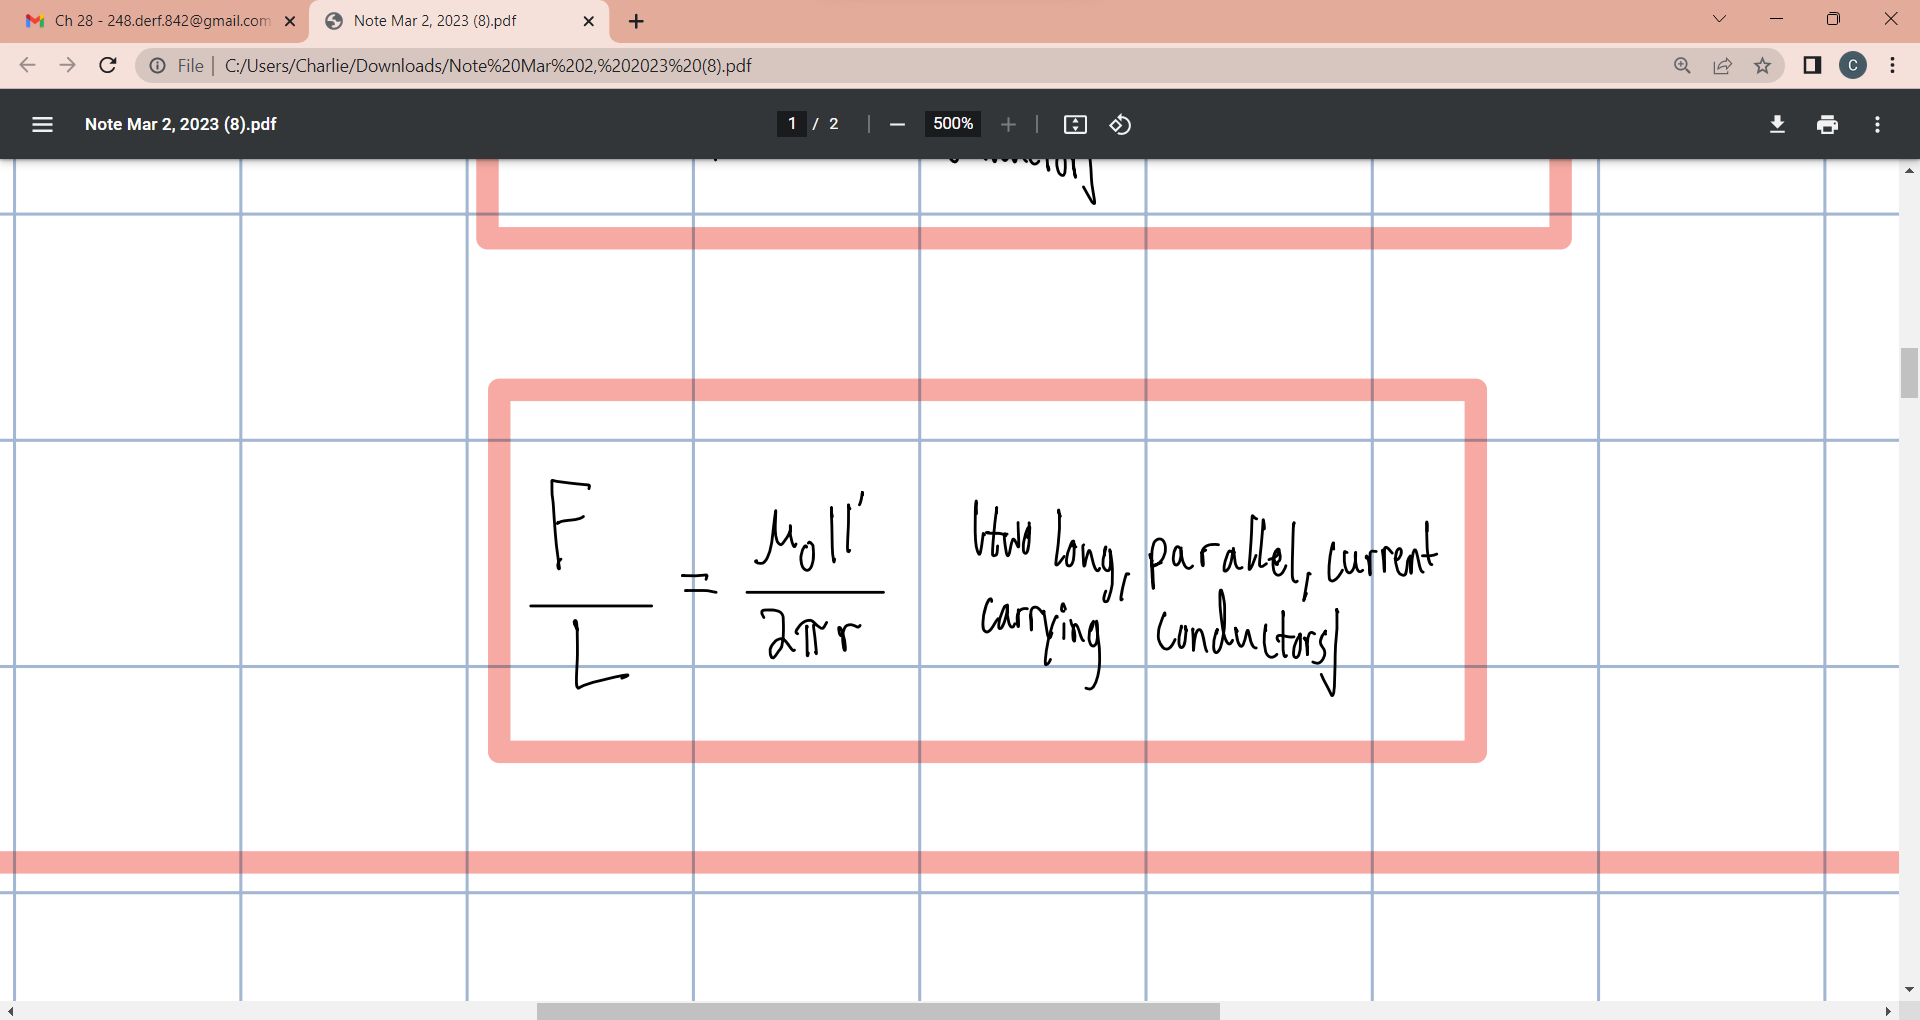 Ch 28 - 248.derf.842@gmail.com
Note Mar 2, 2023 (8).pdf
File | C:/Users/Charlie/Downloads/Note%20Mar%202,%202023%20(8).pdf
C
Note Mar 2, 2023 (8).pdf
1 / 2
500%
F/L = μ₀II'/2πr
(two long, parallel, current
carrying conductors)